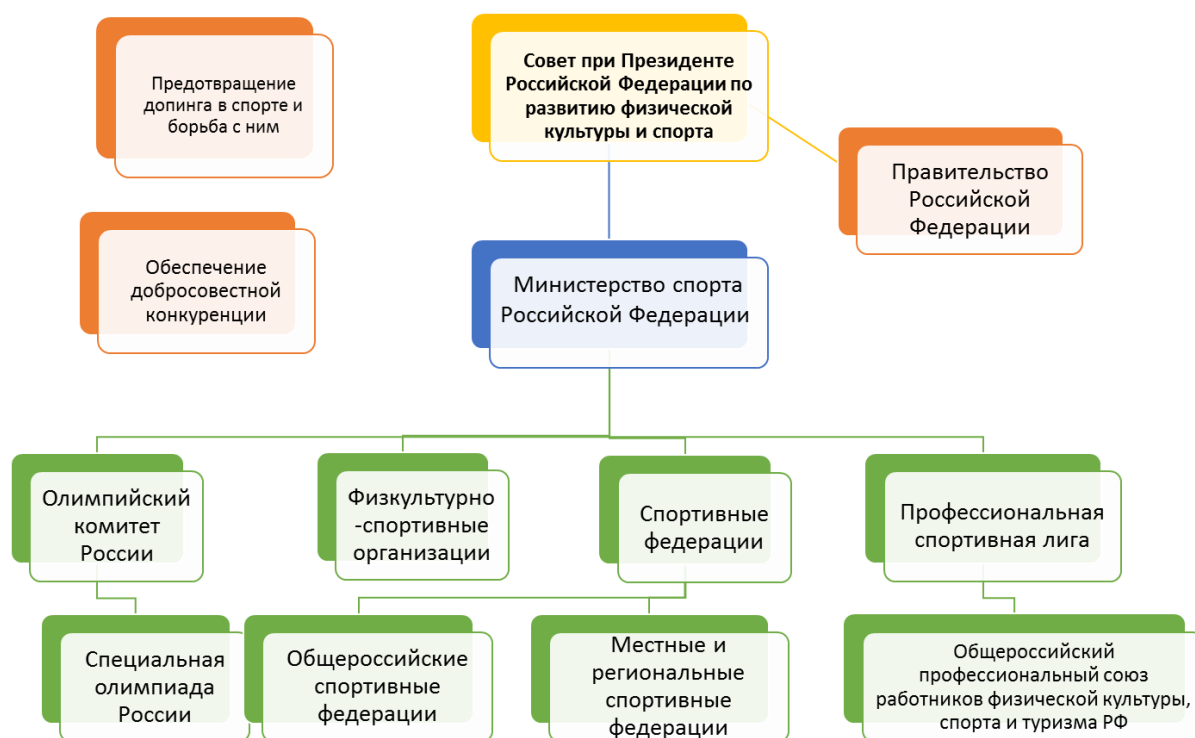 Предотвращение
допинга в спорте и
борьба с ним
Совет при Президенте
Российской Федерации по
развитию физической
культуры и спорта
Правительство
Российской
Федерации
Обеспечение
добросовестной
конкуренции
Министерство спорта
Российской Федерации
Олимпийский
комитет
России
Физкультурно
-спортивные
организации
Спортивные
федерации
Профессиональная
спортивная лига
Специальная
олимпиада
России
Общероссийские
спортивные
федерации
Местные и
региональные
спортивные
федерации
Общероссийский
профессиональный союз
работников физической культуры,
спорта и туризма РФ